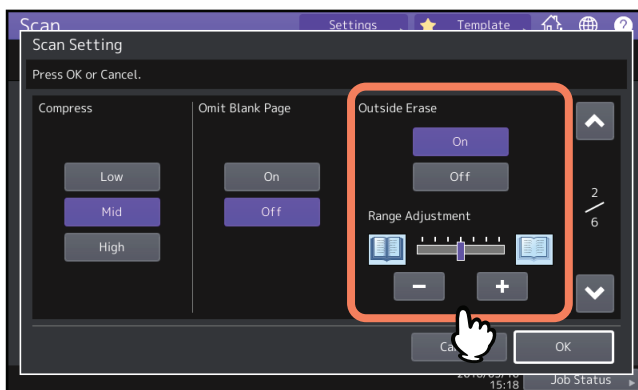 Scan
Settings
Template
?
Scan Setting
Press OK or Cancel.
Compress
Low
Mid
High
Omit Blank Page
On
Off
Outside Erase
On
Off
Range Adjustment
−
+
2
6
OK
15:18
Job Status